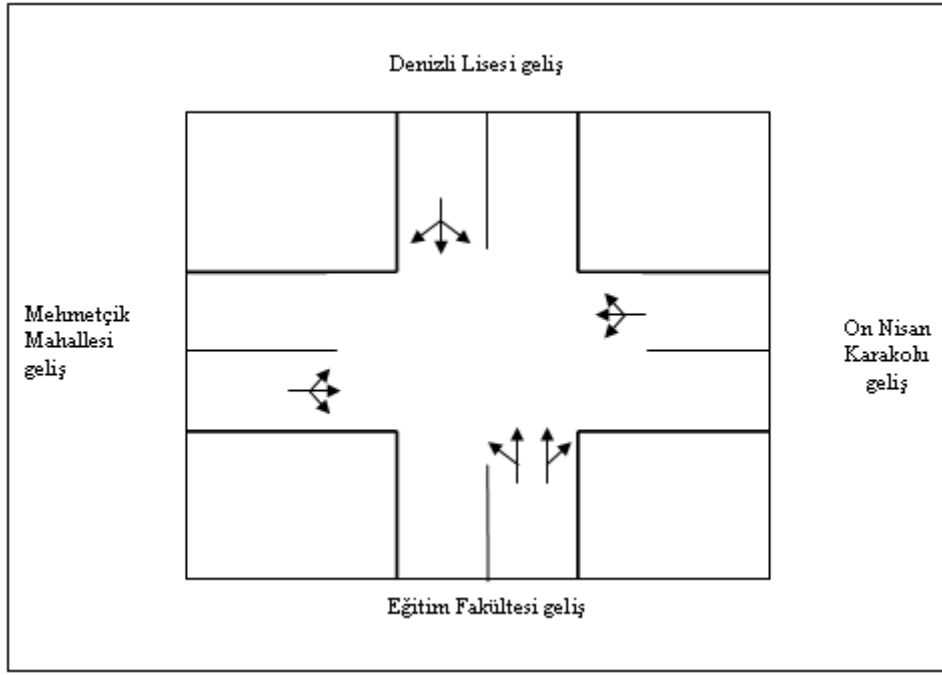 Denizli Lisesi geliş
Mehmetçik
Mahallesi
geliş
On Nisan
Karakolu
geliş
Eğitim Fakültesi geliş